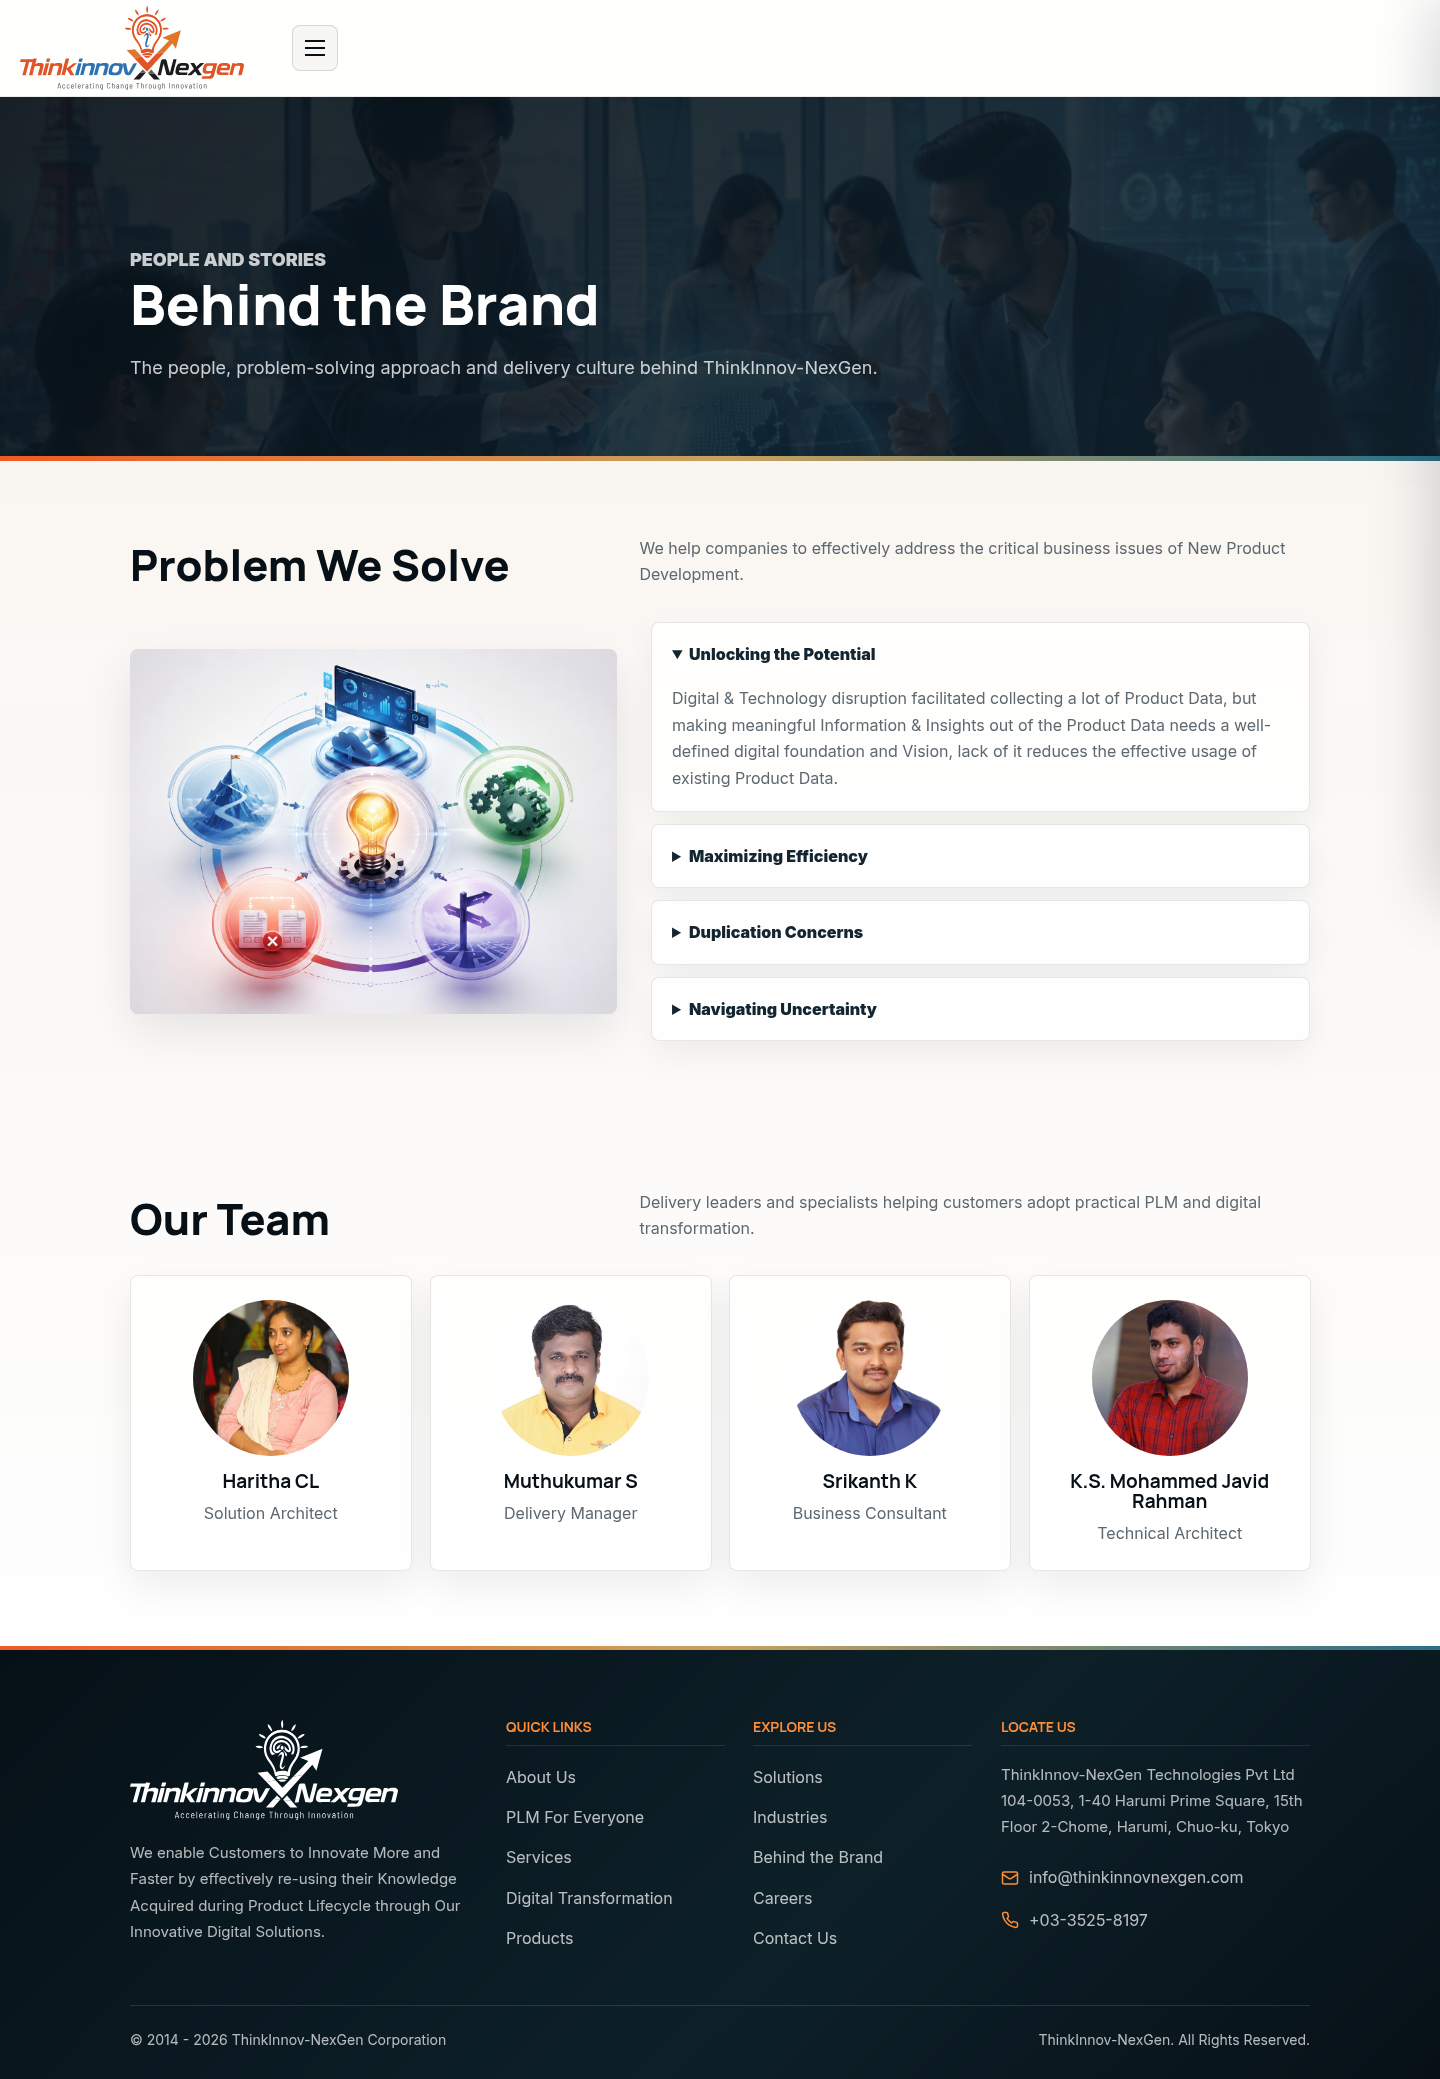 ThinkinnovXNexgen
Accelerating Change Through Innovation
PEOPLE AND STORIES
Behind the Brand
The people, problem-solving approach and delivery culture behind ThinkInnov-NexGen.
Problem We Solve
We help companies to effectively address the critical business issues of New Product
Development.
Unlocking the Potential
Digital & Technology disruption facilitated collecting a lot of Product Data, but
making meaningful Information & Insights out of the Product Data needs a well-
defined digital foundation and Vision, lack of it reduces the effective usage of
existing Product Data.
Maximizing Efficiency
Duplication Concerns
Navigating Uncertainty
Our Team
Delivery leaders and specialists helping customers adopt practical PLM and digital
transformation.
Haritha CL
Solution Architect
Muthukumar S
Delivery Manager
Srikanth K
Business Consultant
K.S. Mohammed Javid
Rahman
Technical Architect
ThinkinnovXNexgen
Accelerating Change Through Innovation
We enable Customers to Innovate More and
Faster by effectively re-using their Knowledge
Acquired during Product Lifecycle through Our
Innovative Digital Solutions.
QUICK LINKS
About Us
PLM For Everyone
Services
Digital Transformation
Products
EXPLORE US
Solutions
Industries
Behind the Brand
Careers
Contact Us
LOCATE US
ThinkInnov-NexGen Technologies Pvt Ltd
104-0053, 1-40 Harumi Prime Square, 15th
Floor 2-Chome, Harumi, Chuo-ku, Tokyo
info@thinkinnovnexgen.com
+03-3525-8197
© 2014 - 2026 ThinkInnov-NexGen Corporation
ThinkInnov-NexGen. All Rights Reserved.